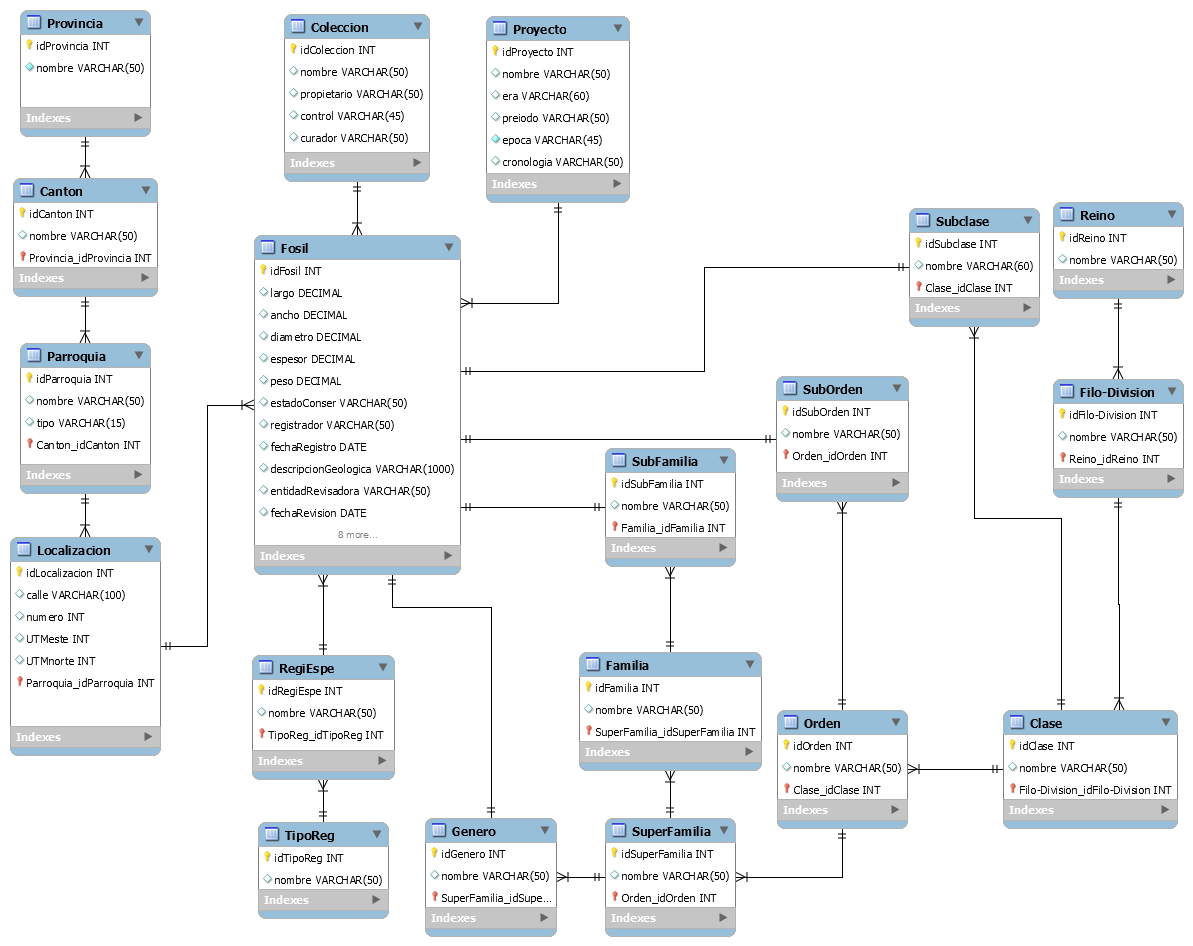 Provincia
idProvincia INT
nombre VARCHAR(50)
Indexes
Canton
idCanton INT
nombre VARCHAR(50)
Provincia_idProvincia INT
Indexes
Parroquia
idParroquia INT
nombre VARCHAR(50)
tipo VARCHAR(15)
Canton_idCanton INT
Indexes
Localizacion
idLocalizacion INT
calle VARCHAR(100)
numero INT
UTMeste INT
UTMnorte INT
Parroquia_idParroquia INT
Indexes
Coleccion
idColeccion INT
nombre VARCHAR(50)
propietario VARCHAR(50)
control VARCHAR(45)
curador VARCHAR(50)
Indexes
Proyecto
idProyecto INT
nombre VARCHAR(50)
era VARCHAR(60)
preiodo VARCHAR(50)
epoca VARCHAR(45)
cronologia VARCHAR(50)
Indexes
Fosil
idFosil INT
largo DECIMAL
ancho DECIMAL
diametro DECIMAL
espesor DECIMAL
peso DECIMAL
estadoConser VARCHAR(50)
registrador VARCHAR(50)
fechaRegistro DATE
descripcionGeologica VARCHAR(1000)
entidadRevisadora VARCHAR(50)
fechaRevision DATE
8 more...
Indexes
RegiEspe
idRegiEspe INT
nombre VARCHAR(50)
TipoReg_idTipoReg INT
Indexes
TipoReg
idTipoReg INT
nombre VARCHAR(50)
Indexes
Genero
idGenero INT
nombre VARCHAR(50)
SuperFamilia_idSupe...
Indexes
SubFamilia
idSubFamilia INT
nombre VARCHAR(50)
Familia_idFamilia INT
Indexes
Familia
idFamilia INT
nombre VARCHAR(50)
SuperFamilia_idSuperFamilia INT
Indexes
SuperFamilia
idSuperFamilia INT
nombre VARCHAR(50)
Orden_idOrden INT
Indexes
SubOrden
idSubOrden INT
nombre VARCHAR(50)
Orden_idOrden INT
Indexes
Orden
idOrden INT
nombre VARCHAR(50)
Clase_idClase INT
Indexes
Subclase
idSubclase INT
nombre VARCHAR(60)
Clase_idClase INT
Indexes
Reino
idReino INT
nombre VARCHAR(50)
Indexes
Filo-Division
idFilo-Division INT
nombre VARCHAR(50)
Reino_idReino INT
Indexes
Clase
idClase INT
nombre VARCHAR(50)
Filo-Division_idFilo-Division INT
Indexes